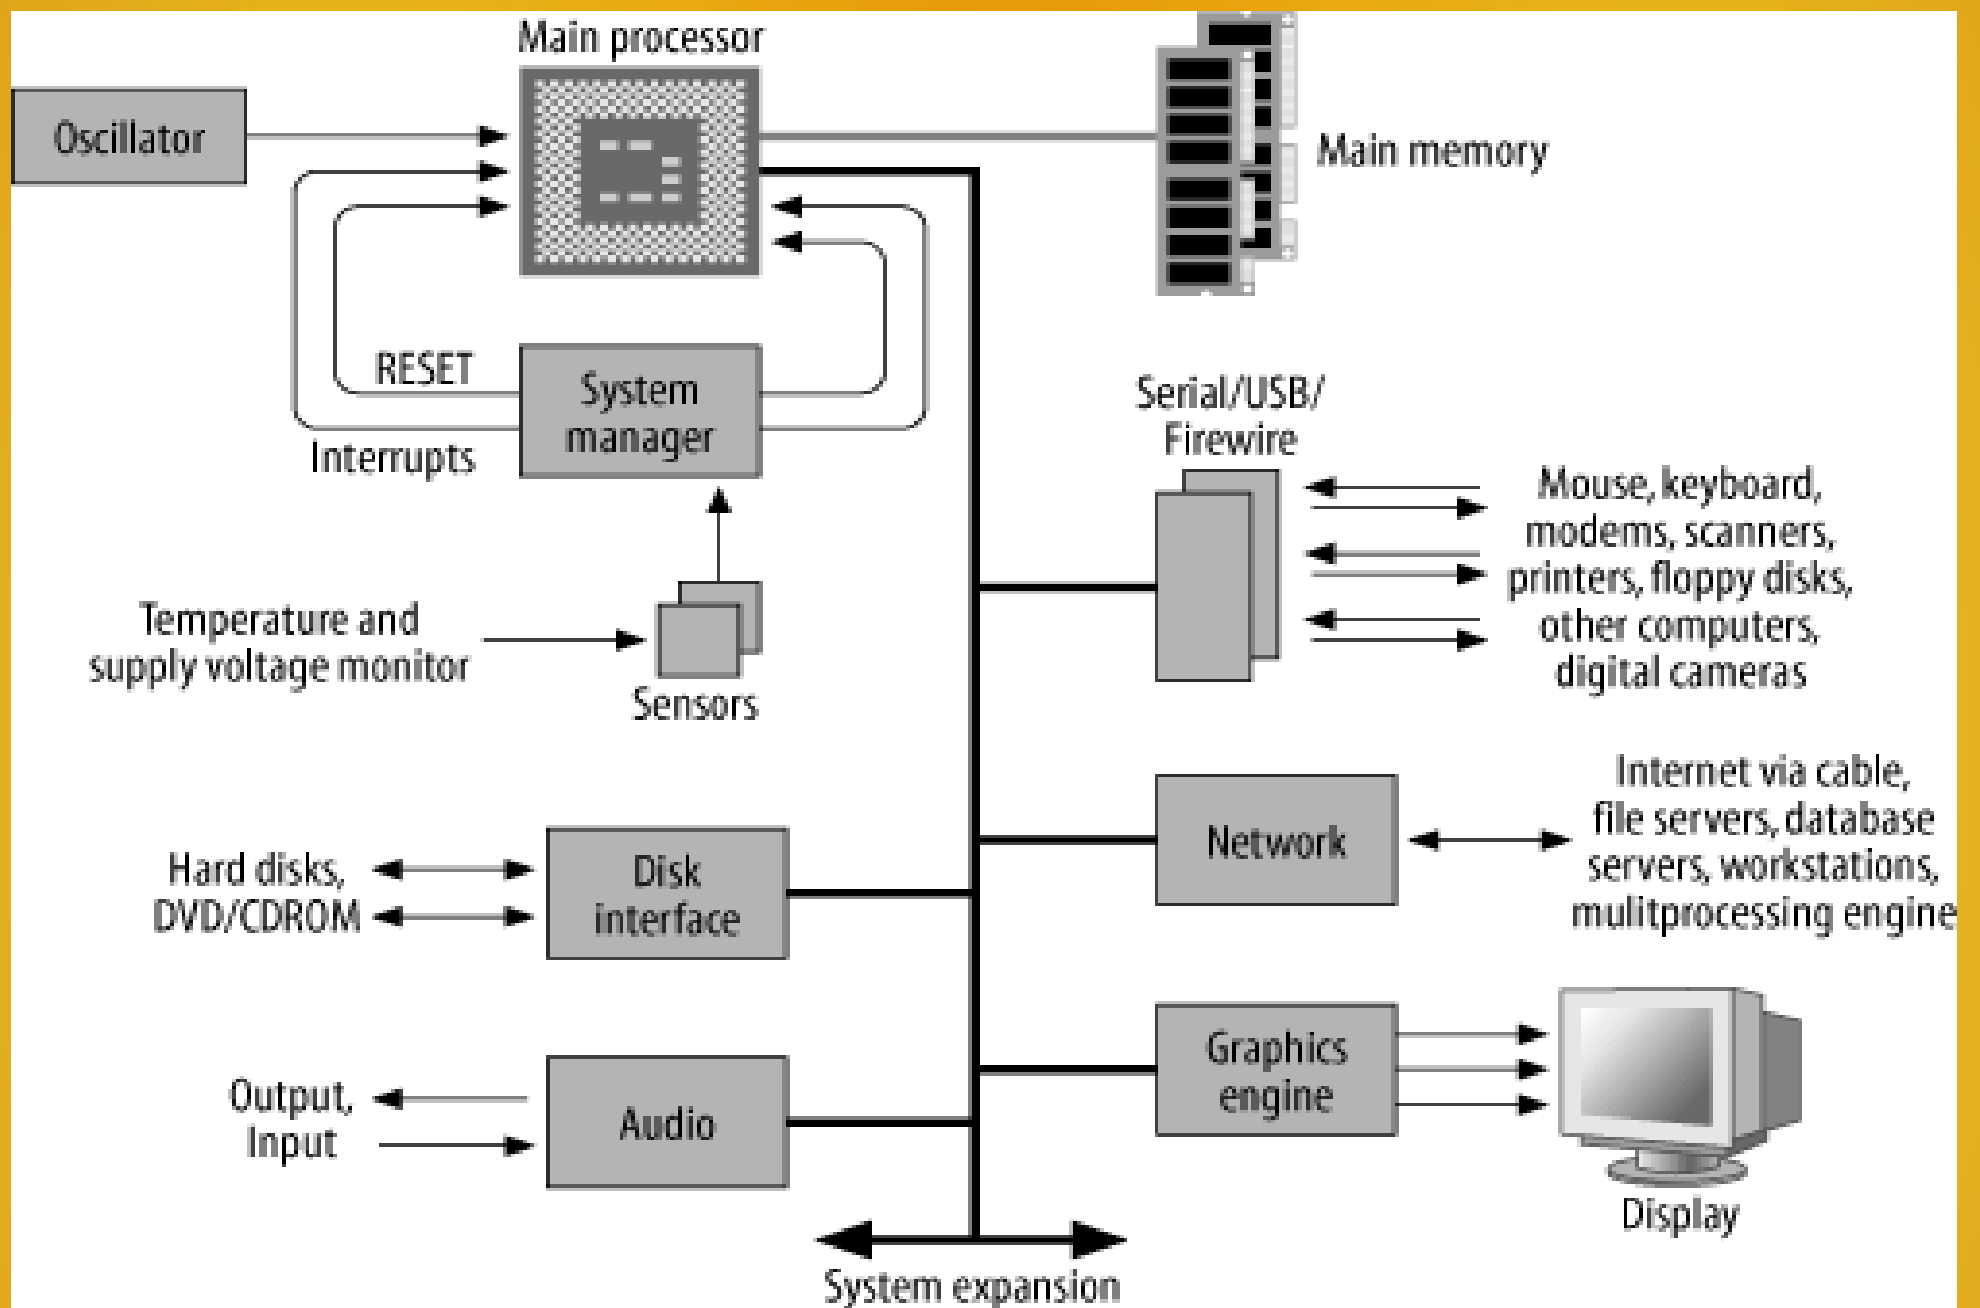 Main processor
Oscillator
Main memory
RESET
System
manager
Interrupts
Serial/USB/
Firewire
Mouse, keyboard,
modems, scanners,
printers, floppy disks,
other computers,
digital cameras
Temperature and
supply voltage monitor
Sensors
Internet via cable,
file servers, database
servers, workstations,
mulitprocessing engine
Network
Hard disks,
DVD/CDROM
Disk
interface
Graphics
engine
Output,
Input
Audio
Display
System expansion